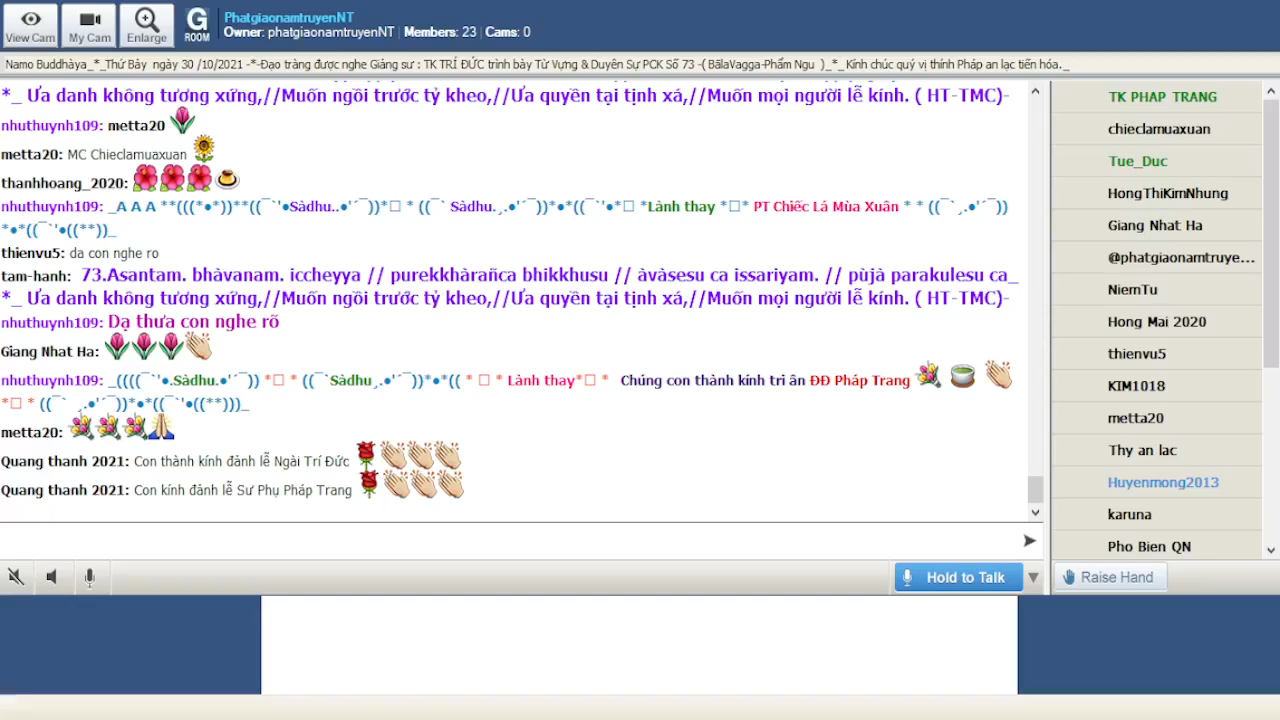 View Cam
My Cam
Enlarge
G
ROOM
PhatgiaonamtruyenNT
Owner: phatgiaonamtruyenNT | Members: 23 | Cams: 0
Namo Buddhàya_*_Thứ Bảy ngày 30 /10/2021 -*-Đạo tràng được nghe Giảng sư : TK TRÍ ĐỨC trình bày Từ Vựng & Duyên Sự PCK Số 73 -( BãlaVagga-Phẩm Ngu )_*_ Kính chúc quý vị thính Pháp an lạc tiến hóa._
*_ Ưa danh không tương xứng,//Muốn ngồi trước tỷ kheo,//Ưa quyền tại tịnh xá,//Muốn mọi người lễ kính. ( HT-TMC)-
nhuthuynh109: metta20
metta20: MC Chieclamuaxuan
thanhhoang_2020:
nhuthuynh109: _A A A **(((*•*))**((¯`'•Sàdhu..•'´¯))*□ * ((¯` Sàdhu.¸.•'´¯))*•*((¯`'•*□ *Lành thay *□* PT Chiếc Lá Mùa Xuân * * ((¯`¸.•'´¯))
*•*((¯`'•((**))_
thienvu5: da con nghe ro
tam-hanh: 73.Asantam. bhàvanam. iccheyya // purekkhàrañca bhikkhusu // àvàsesu ca issariyam. // pùjà parakulesu ca_
*_ Ưa danh không tương xứng,//Muốn ngồi trước tỷ kheo,//Ưa quyền tại tịnh xá,//Muốn mọi người lễ kính. ( HT-TMC)-
nhuthuynh109: Dạ thưa con nghe rõ
Giang Nhat Ha:
nhuthuynh109: _((((¯`'•.Sàdhu.•'´¯)) *□ * ((¯`Sàdhu¸.•'´¯))*•*(( * □ * Lành thay*□ * Chúng con thành kính tri ân ĐĐ Pháp Trang
*□ * ((¯` ¸.•'´¯))*•*((¯`'•((**)))_
metta20:
Quang thanh 2021: Con thành kính đảnh lễ Ngài Trí Đức
Quang thanh 2021: Con kính đảnh lễ Sư Phụ Pháp Trang
Hold to Talk
TK PHAP TRANG
chieclamuaxuan
Tue_Duc
HongThiKimNhung
Giang Nhat Ha
@phatgiaonamtruye...
NiemTu
Hong Mai 2020
thienvu5
KIM1018
metta20
Thy an lac
Huyenmong2013
karuna
Pho Bien QN
Raise Hand